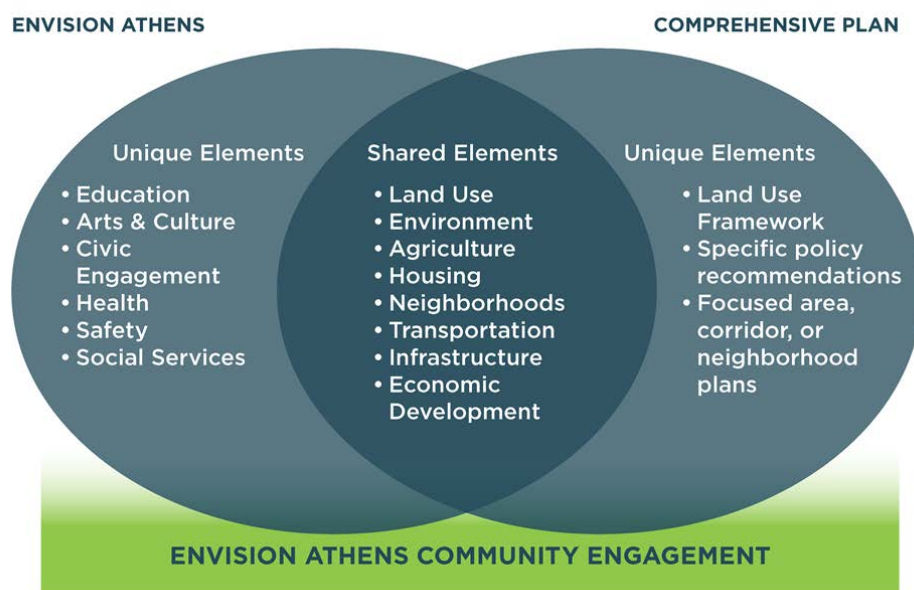 ENVISION ATHENS
COMPREHENSIVE PLAN
Unique Elements
• Education
• Arts & Culture
• Civic
Engagement
• Health
• Safety
• Social Services
Shared Elements
• Land Use
• Environment
• Agriculture
• Housing
• Neighborhoods
• Transportation
• Infrastructure
• Economic
Development
Unique Elements
• Land Use
Framework
• Specific policy
recommendations
• Focused area,
corridor, or
neighborhood
plans
ENVISION ATHENS COMMUNITY ENGAGEMENT